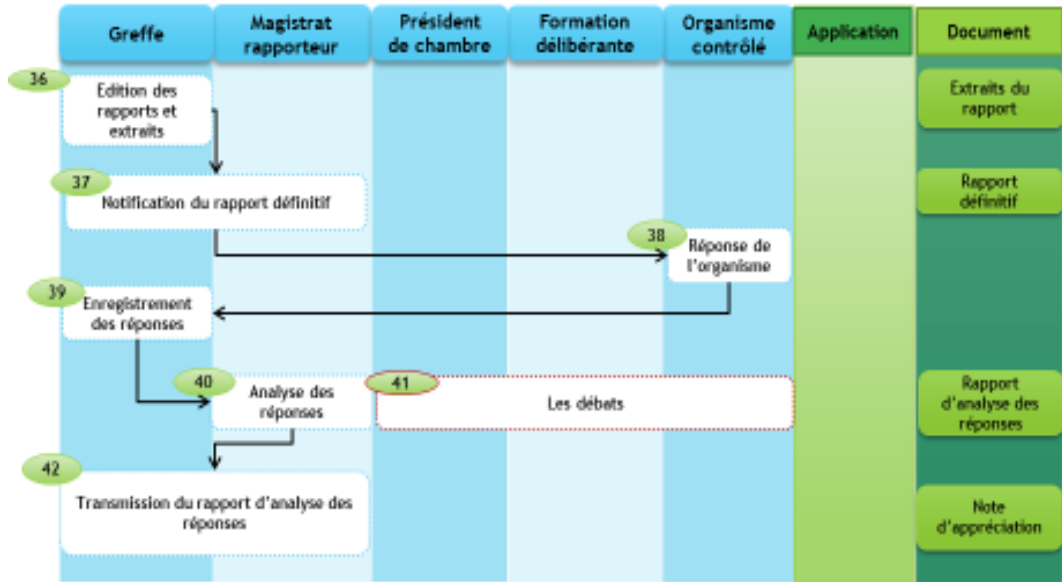 Greffe
Magistrat
rapporteur
Président
de chambre
Formation
délibérante
Organisme
contrôlé
Application
Document
36
Edition des
rapports et
extraits
Extraits du
rapport
37
Notification du rapport définitif
Rapport
définitif
38
Réponse de
l'organisme
39
Enregistrement
des réponses
40
Analyse des
réponses
41
Les débats
Rapport
d'analyse des
réponses
42
Transmission du rapport d'analyse des
réponses
Note
d'appréciation